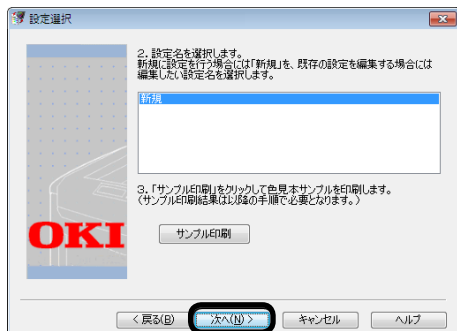 設定選択
2. 設定名を選択します。
新規に設定を行う場合には「新規」を、既存の設定を編集する場合には
編集したい設定名を選択します。
新規
3. 「サンプル印刷」をクリックして色見本サンプルを印刷します。
(サンプル印刷結果は以降の手順で必要となります。)
OKI
サンプル印刷
< 戻る(B)
次へ(N) >
キャンセル
ヘルプ